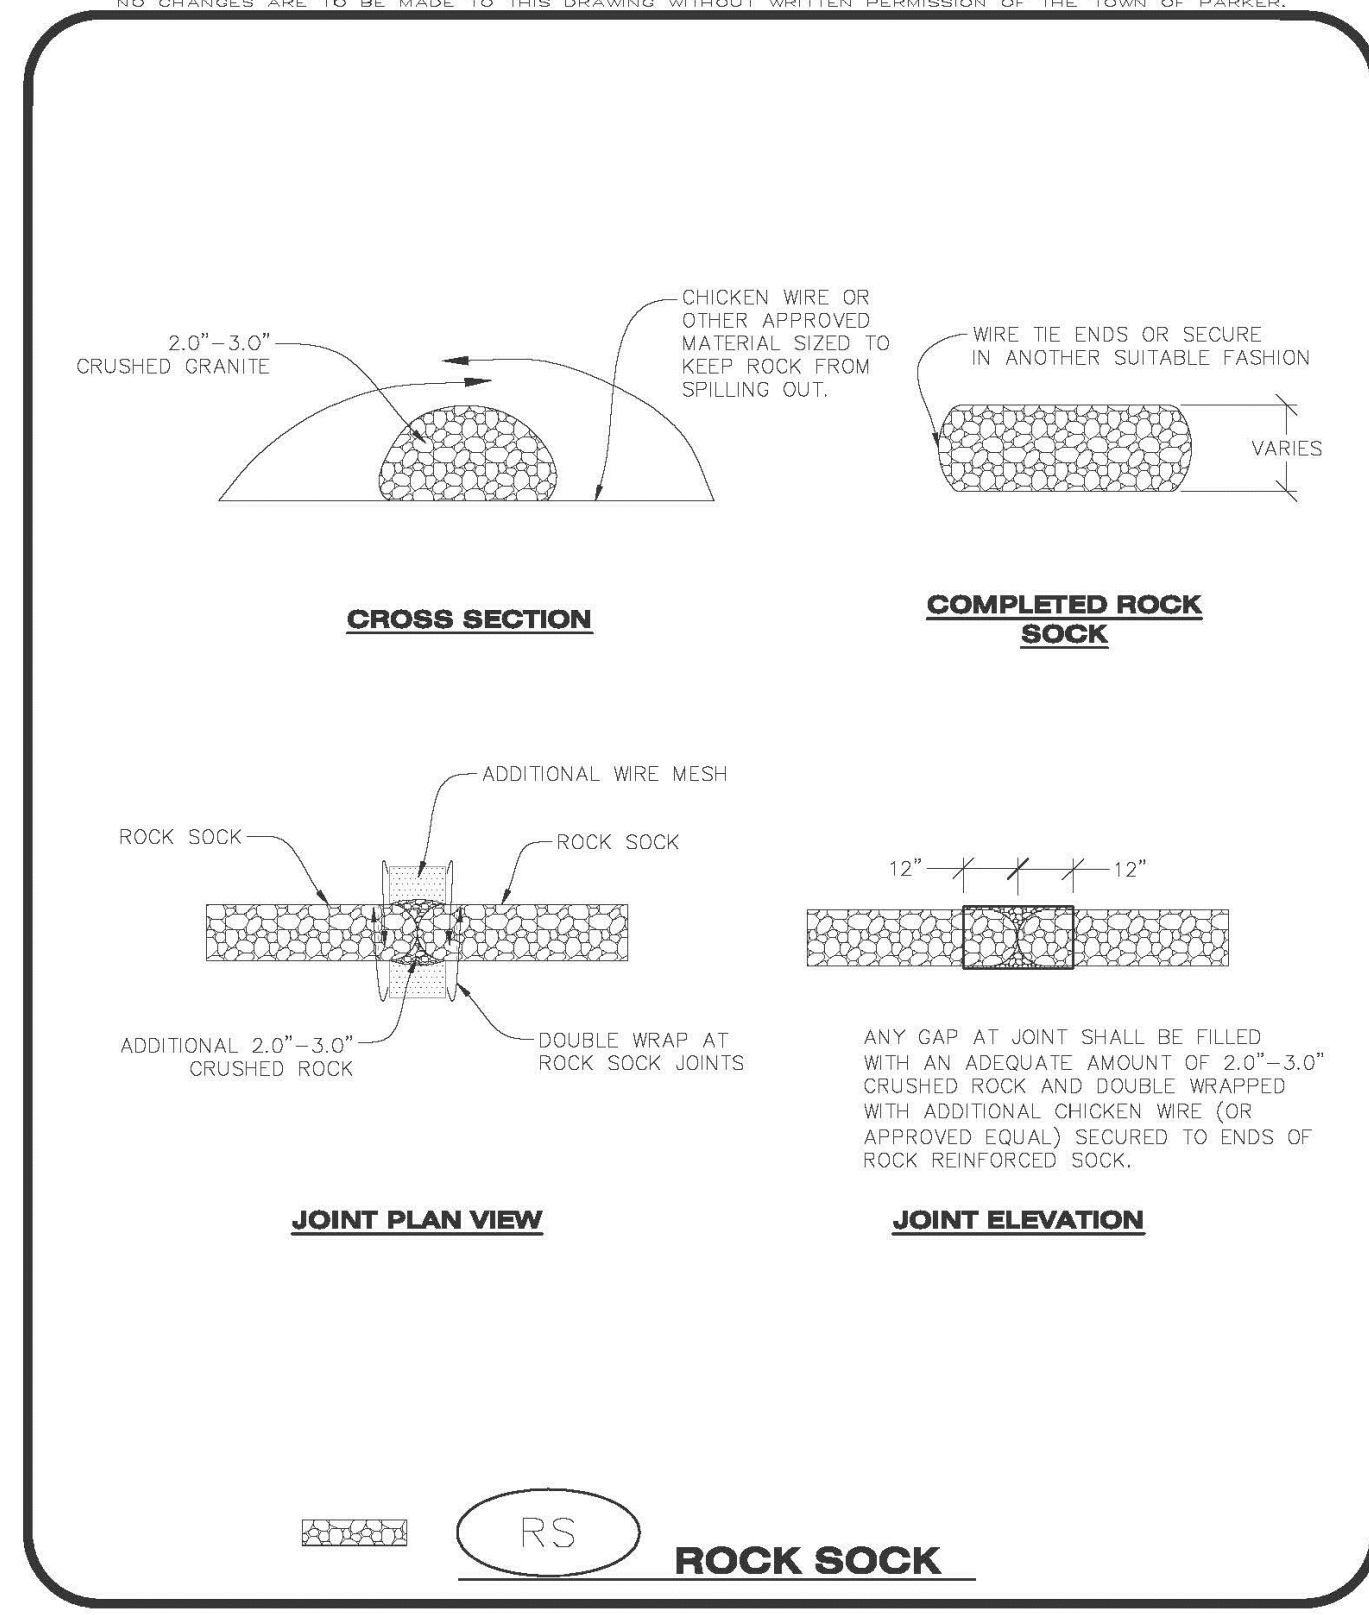 NO CHANGES ARE TO BE MADE TO THIS DRAWING WITHOUT WRITTEN PERMISSION OF THE TOWN OF PARKER.
2.0"-3.0"
CRUSHED GRANITE
CHICKEN WIRE OR
OTHER APPROVED
MATERIAL SIZED TO
KEEP ROCK FROM
SPILLING OUT.
WIRE TIE ENDS OR SECURE
IN ANOTHER SUITABLE FASHION
VARIES
CROSS SECTION
COMPLETED ROCK
SOCK
ADDITIONAL WIRE MESH
ROCK SOCK
ROCK SOCK
ADDITIONAL 2.0"-3.0"
CRUSHED ROCK
DOUBLE WRAP AT
ROCK SOCK JOINTS
12"
12"
ANY GAP AT JOINT SHALL BE FILLED
WITH AN ADEQUATE AMOUNT OF 2.0"-3.0"
CRUSHED ROCK AND DOUBLE WRAPPED
WITH ADDITIONAL CHICKEN WIRE (OR
APPROVED EQUAL) SECURED TO ENDS OF
ROCK REINFORCED SOCK.
JOINT PLAN VIEW
JOINT ELEVATION
RS
ROCK SOCK